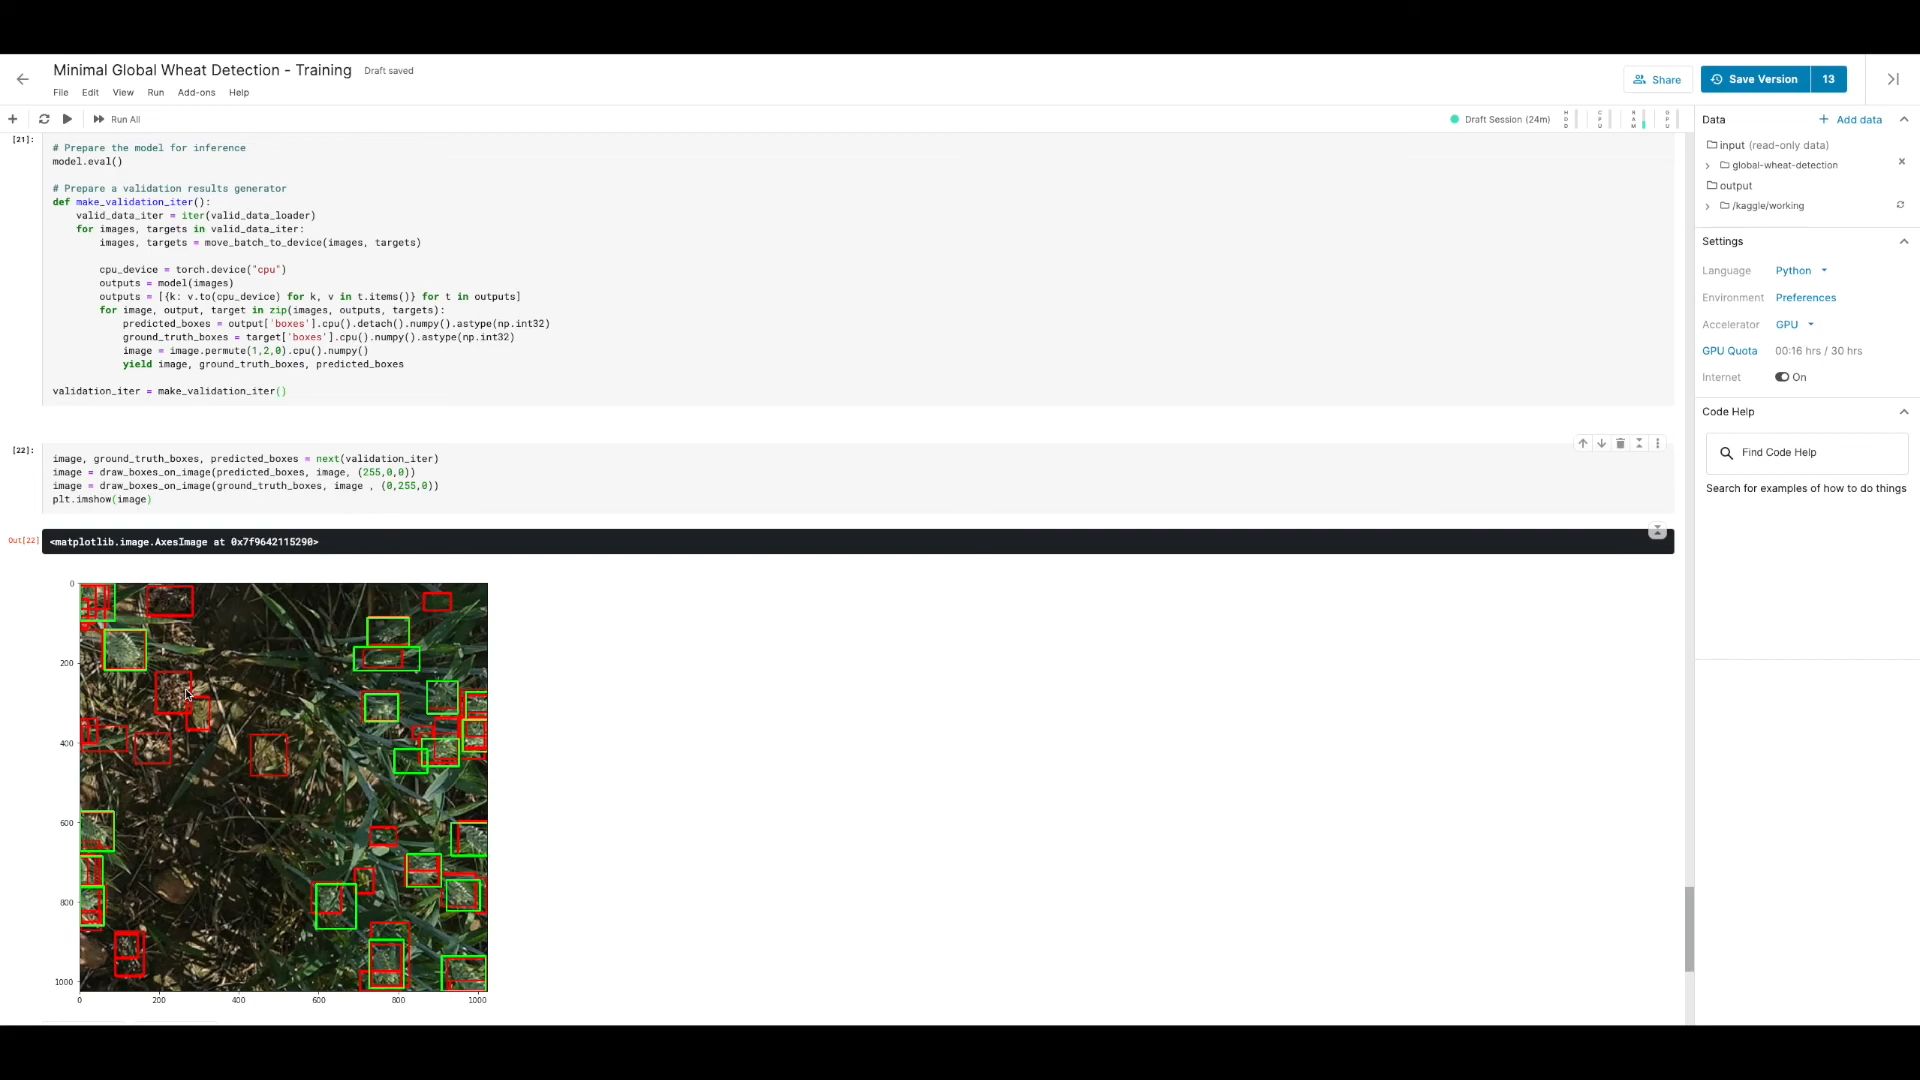 Minimal Global Wheat Detection - Training
Draft saved
File Edit View Run Add-ons Help
Share
Save Version 13
Run All
Draft Session (24m)
HDD
CPU
RAM
GPU
[21]:
# Prepare the model for inference
model.eval()
# Prepare a validation results generator
def make_validation_iter():
    valid_data_iter = iter(valid_data_loader)
    for images, targets in valid_data_iter:
        images, targets = move_batch_to_device(images, targets)
        cpu_device = torch.device("cpu")
        outputs = model(images)
        outputs = [{k: v.to(cpu_device) for k, v in t.items()} for t in outputs]
        for image, output, target in zip(images, outputs, targets):
            predicted_boxes = output['boxes'].cpu().detach().numpy().astype(np.int32)
            ground_truth_boxes = target['boxes'].cpu().numpy().astype(np.int32)
            image = image.permute(1,2,0).cpu().numpy()
            yield image, ground_truth_boxes, predicted_boxes
validation_iter = make_validation_iter()
[22]:
image, ground_truth_boxes, predicted_boxes = next(validation_iter)
image = draw_boxes_on_image(predicted_boxes, image, (255,0,0))
image = draw_boxes_on_image(ground_truth_boxes, image , (0,255,0))
plt.imshow(image)
Out[22]
<matplotlib.image.AxesImage at 0x7f9642115290>
0
200
400
600
800
1000
0 200 400 600 800 1000
Data
+ Add data
input (read-only data)
global-wheat-detection
output
/kaggle/working
Settings
Language Python
Environment Preferences
Accelerator GPU
GPU Quota 00:16 hrs / 30 hrs
Internet On
Code Help
Find Code Help
Search for examples of how to do things